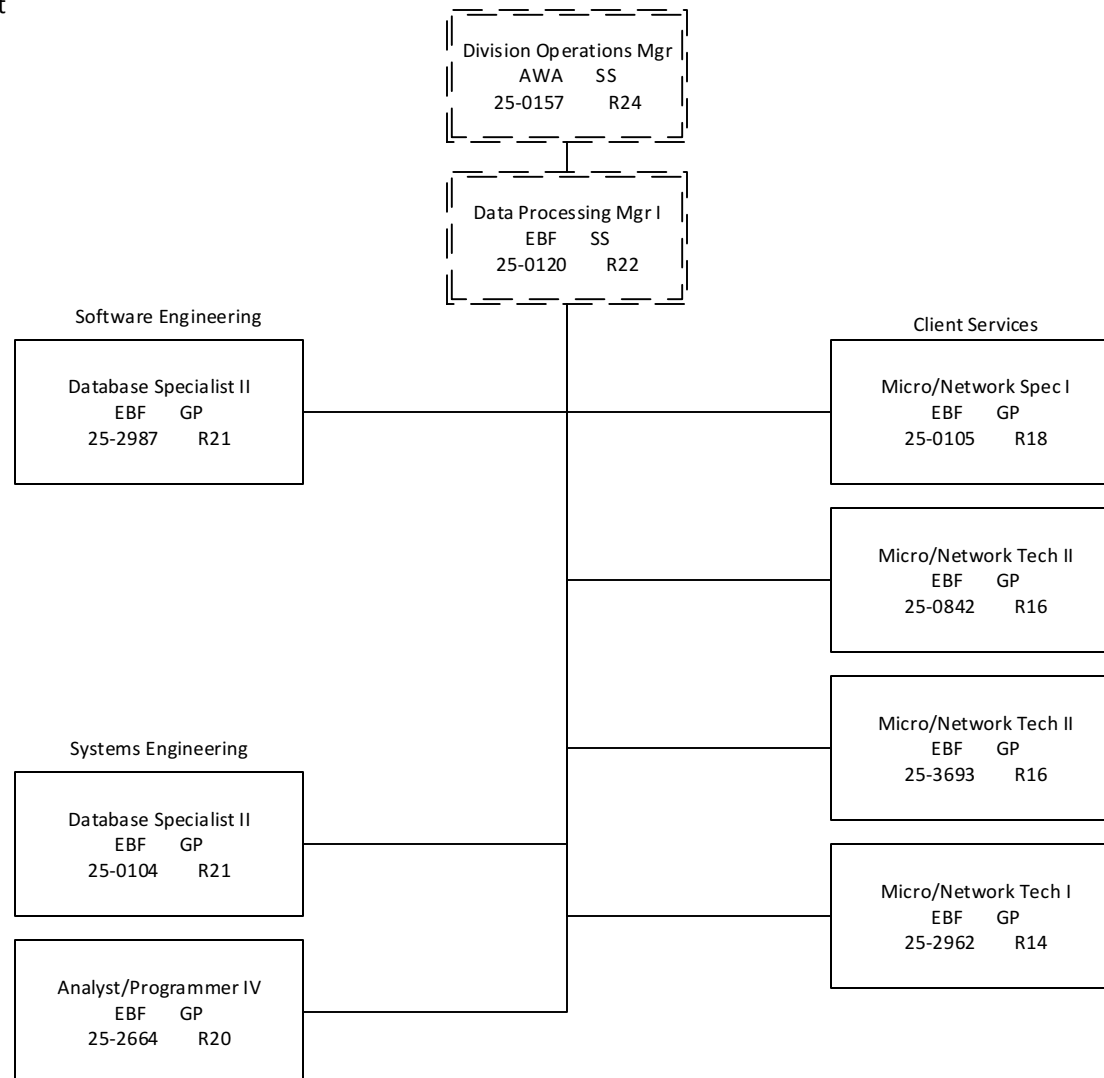 t
Division Operations Mgr
AWA SS
25-0157 R24
Data Processing Mgr I
EBF SS
25-0120 R22
Software Engineering
Database Specialist II
EBF GP
25-2987 R21
Client Services
Micro/Network Spec I
EBF GP
25-0105 R18
Micro/Network Tech II
EBF GP
25-0842 R16
Micro/Network Tech II
EBF GP
25-3693 R16
Systems Engineering
Database Specialist II
EBF GP
25-0104 R21
Micro/Network Tech I
EBF GP
25-2962 R14
Analyst/Programmer IV
EBF GP
25-2664 R20